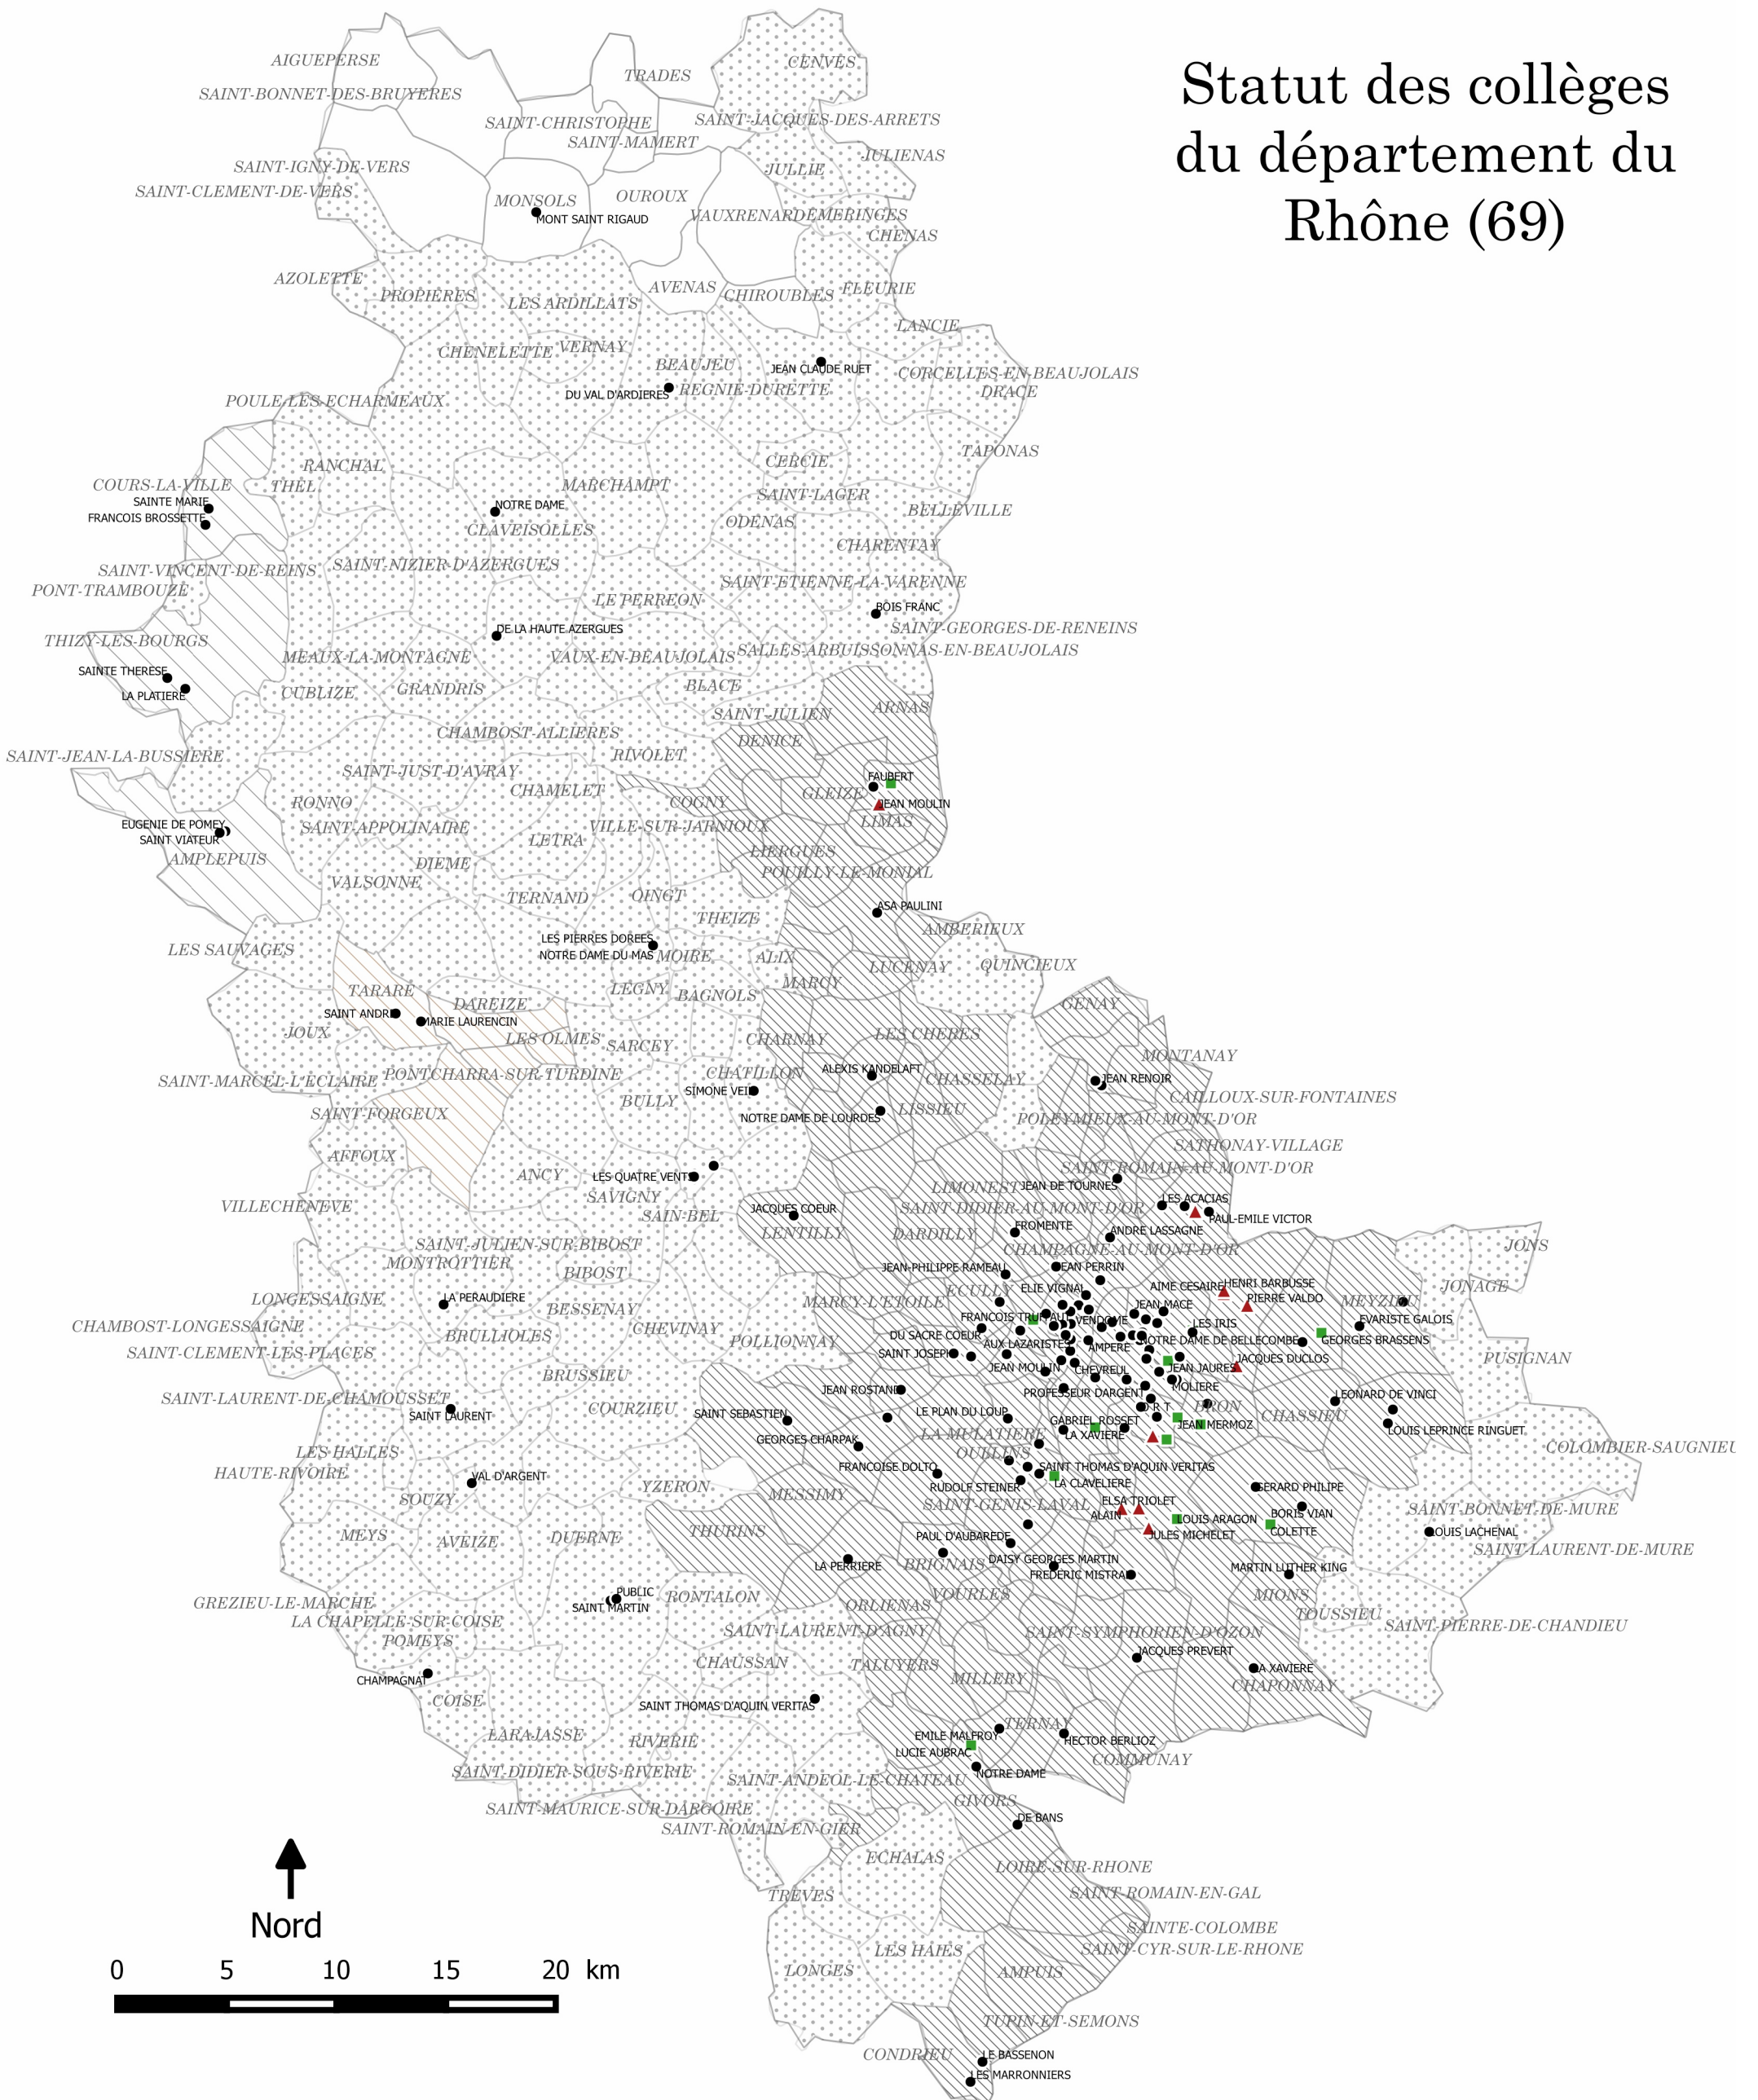 Statut des collèges
du département du
Rhône (69)
AIGUEPERSE
CENVES
TRADES
SAINT-BONNET-DES-BRUYERES
SAINT-CHRISTOPHE
SAINT-JACQUES-DES-ARRETS
SAINT-MAMERT
JULIENAS
SAINT-IGNY-DE-VERS
JULLIE
SAINT-CLEMENT-DE-VERS
MONSOLS
OUROUX
MONT SAINT RIGAUD
VAUXRENARD
EMERINGES
CHENAS
AZOLETTE
PROPIERES
LES ARDILLATS
AVENAS
CHIROUBLES
FLEURIE
LANCIE
CHENELETTE
VERNAY
BEAUJEU
JEAN CLAUDE RUET
CORCELLES-EN-BEAUJOLAIS
DU VAL D'ARDIERES
REGNIE-DURETTE
DRACE
POULE-LES-ECHARMEAUX
TAPONAS
RANCHAL
CERCIE
COURS-LA-VILLE
THEL
MARCHAMPT
SAINT-LAGER
SAINTE MARIE
NOTRE DAME
BELLEVILLE
FRANCOIS BROSSETTE
CLAVEISOLLES
ODENAS
CHARENTAY
SAINT-VINCENT-DE-REINS
SAINT-NIZIER-D'AZERGUES
SAINT-ETIENNE-LA-VARENNE
PONT-TRAMBOUZE
LE PERREON
BOIS FRANC
THIZY-LES-BOURGS
DE LA HAUTE AZERGUES
SAINT-GEORGES-DE-RENEINS
MEAUX-LA-MONTAGNE
VAUX-EN-BEAUJOLAIS
SALLES-ARBUISSONNAS-EN-BEAUJOLAIS
SAINTE THERESE
LA PLATIERE
CUBLIZE
GRANDRIS
BLACE
SAINT-JULIEN
ARNAS
CHAMBOST-ALLIERES
DENICE
SAINT-JEAN-LA-BUSSIERE
RIVOLET
SAINT-JUST-D'AVRAY
FAUBERT
CHAMELET
GLEIZE
RONNO
COGNY
JEAN MOULIN
EUGENIE DE POMEY
SAINT-APPOLINAIRE
VILLE-SUR-JARNIOUX
LIMAS
SAINT VIATEUR
LETRA
AMPLEPUIS
DIEME
LIERGUES
VALSONNE
POUILLY-LE-MONIAL
TERNAND
OINGT
ASA PAULINI
THEIZE
AMBERIEUX
LES SAUVAGES
LES PIERRES DOREES
NOTRE DAME DU MAS
MOIRE
ALIX
LUCENAY
QUINCIEUX
TARARE
DAREIZE
LEGNY
BAGNOLS
MARCY
GENAY
SAINT ANDRE
MARIE LAURENCIN
JOUX
LES OLMES
SARCEY
CHARNAY
LES CHERES
MONTANAY
SAINT-MARCEL-L'ECLAIRE
PONTCHARRA-SUR-TURDINE
CHATILLON
ALEXIS KANDELAFT
CHASSELAY
JEAN RENOIR
SIMONE VEIL
CAILLOUX-SUR-FONTAINES
SAINT-FORGEUX
BULLY
NOTRE DAME DE LOURDES
LISSIEU
POLEYMIEUX-AU-MONT-D'OR
SATHONAY-VILLAGE
AFFOUX
ANCY
LES QUATRE VENTS
SAINT-ROMAIN-AU-MONT-D'OR
LIMONEST
JEAN DE TOURNES
VILLECHENEVE
SAVIGNY
SAIN-BEL
JACQUES COEUR
SAINT-DIDIER-AU-MONT-D'OR
LES ACACIAS
PAUL-EMILE VICTOR
LENTILLY
DARDILLY
FROMENTE
ANDRE LASSAGNE
SAINT-JULIEN-SUR-BIBOST
CHAMPAGNE-AU-MONT-D'OR
JONS
MONTROTTIER
BIBOST
JEAN-PHILIPPE RAMEAU
JEAN PERRIN
LONGESSAIGNE
LA PERAUDIERE
BESSENAY
MARCY-L'ETOILE
ECULLY
ELIE VIGNAL
AIME CESAIRE
HENRI BARBUSSE
PIERRE VALDO
MEYZIEU
JONAGE
CHAMBOST-LONGESSAIGNE
BRULLIOLES
CHEVINAY
POLLIONNAY
FRANCOIS TRUFFAUT
VENDOME
JEAN MACE
LES IRIS
EVARISTE GALOIS
SAINT-CLEMENT-LES-PLACES
DU SACRE COEUR
AUX LAZARISTES
AMPERE
NOTRE DAME DE BELLECOMBE
GEORGES BRASSENS
SAINT JOSEPH
JACQUES DUCLOS
PUSIGNAN
BRUSSIEU
JEAN MOULIN
CHEVREUL
JEAN JAURES
SAINT-LAURENT-DE-CHAMOUSSET
JEAN ROSTAND
PROFESSEUR DARGENT
MOLIERE
LEONARD DE VINCI
SAINT LAURENT
COURZIEU
SAINT SEBASTIEN
LE PLAN DU LOUP
O R T
BRON
CHASSIEU
GABRIEL ROSSET
JEAN MERMOZ
LOUIS LEPRINCE RINGUET
LES HALLES
GEORGES CHARPAK
LA MULATIERE
LA XAVIERE
OULLINS
COLOMBIER-SAUGNIEU
HAUTE-RIVOIRE
VAL D'ARGENT
YZERON
FRANCOISE DOLTO
SAINT THOMAS D'AQUIN VERITAS
RUDOLF STEINER
LA CLAVELIERE
GERARD PHILIPE
SOUZY
MESSIMY
SAINT-GENIS-LAVAL
ELSA TRIOLET
ALAIN
LOUIS ARAGON
BORIS VIAN
SAINT-BONNET-DE-MURE
MEYS
AVEIZE
DUERNE
THURINS
PAUL D'AUBAREDE
JULES MICHELET
COLETTE
LOUIS LACHENAL
SAINT-LAURENT-DE-MURE
LA PERRIERE
BRIGNAIS
DAISY GEORGES MARTIN
FREDERIC MISTRAL
MARTIN LUTHER KING
GREZIEU-LE-MARCHE
PUBLIC
SAINT MARTIN
RONTALON
ORLIENAS
VOURLES
MIONS
TOUSSIEU
LA CHAPELLE-SUR-COISE
SAINT-LAURENT-D'AGNY
SAINT-SYMPHORIEN-D'OZON
SAINT-PIERRE-DE-CHANDIEU
POMEYS
CHAMPAGNAT
CHAUSSAN
TALUYERS
MILLERY
JACQUES PREVERT
LA XAVIERE
CHAPONNAY
COISE
SAINT THOMAS D'AQUIN VERITAS
LARAJASSE
RIVERIE
EMILE MALFROY
TERNAY
HECTOR BERLIOZ
LUCIE AUBRAC
COMMUNAY
SAINT-DIDIER-SOUS-RIVERIE
SAINT-ANDEOL-LE-CHATEAU
NOTRE DAME
SAINT-MAURICE-SUR-DARGOIRE
GIVORS
DE BANS
SAINT-ROMAIN-EN-GIER
ECHALAS
LOIRE-SUR-RHONE
TREVES
SAINT-ROMAIN-EN-GAL
SAINTE-COLOMBE
LES HAIES
SAINT-CYR-SUR-LE-RHONE
LONGES
AMPUIS
TUPIN-ET-SEMONS
CONDRIEU
LE BASSENON
LES MARRONNIERS
Nord
0 5 10 15 20 km